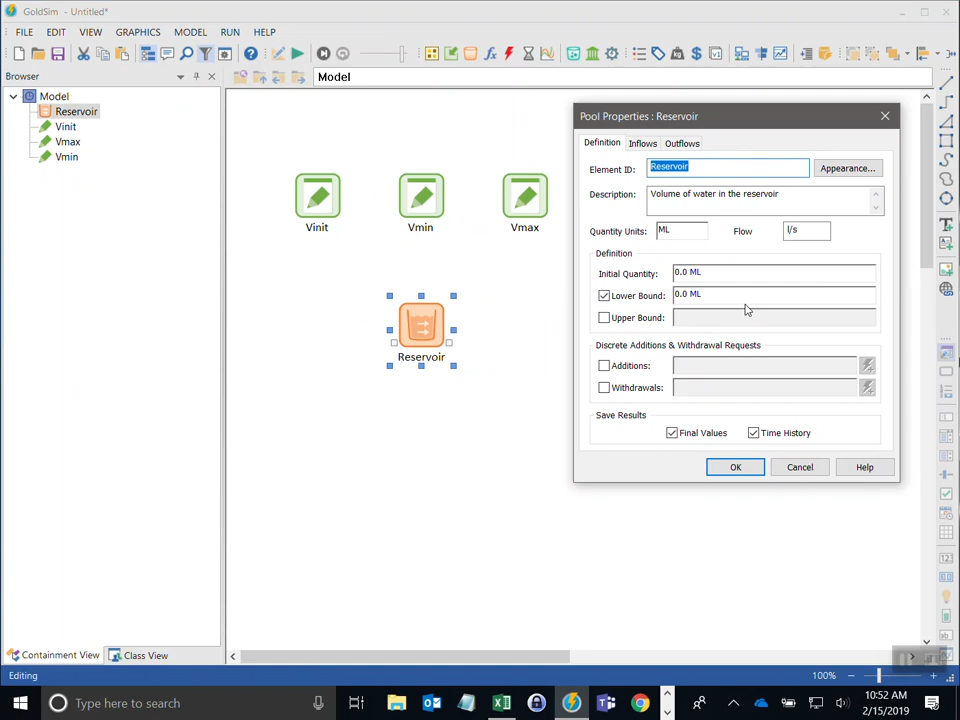 GoldSim - Untitled*
FILE EDIT VIEW GRAPHICS MODEL RUN HELP
Browser
Model
Model
Reservoir
Vinit
Vmax
Vmin
Vinit
Vmin
Vmax
Reservoir
Pool Properties : Reservoir
Definition Inflows Outflows
Element ID: Reservoir Appearance...
Description: Volume of water in the reservoir
Quantity Units: ML Flow l/s
Definition
Initial Quantity: 0.0 ML
Lower Bound: 0.0 ML
Upper Bound:
Discrete Additions & Withdrawal Requests
Additions:
Withdrawals:
Save Results
Final Values Time History
OK Cancel Help
Containment View Class View
Editing 100%
Type here to search
10:52 AM
2/15/2019